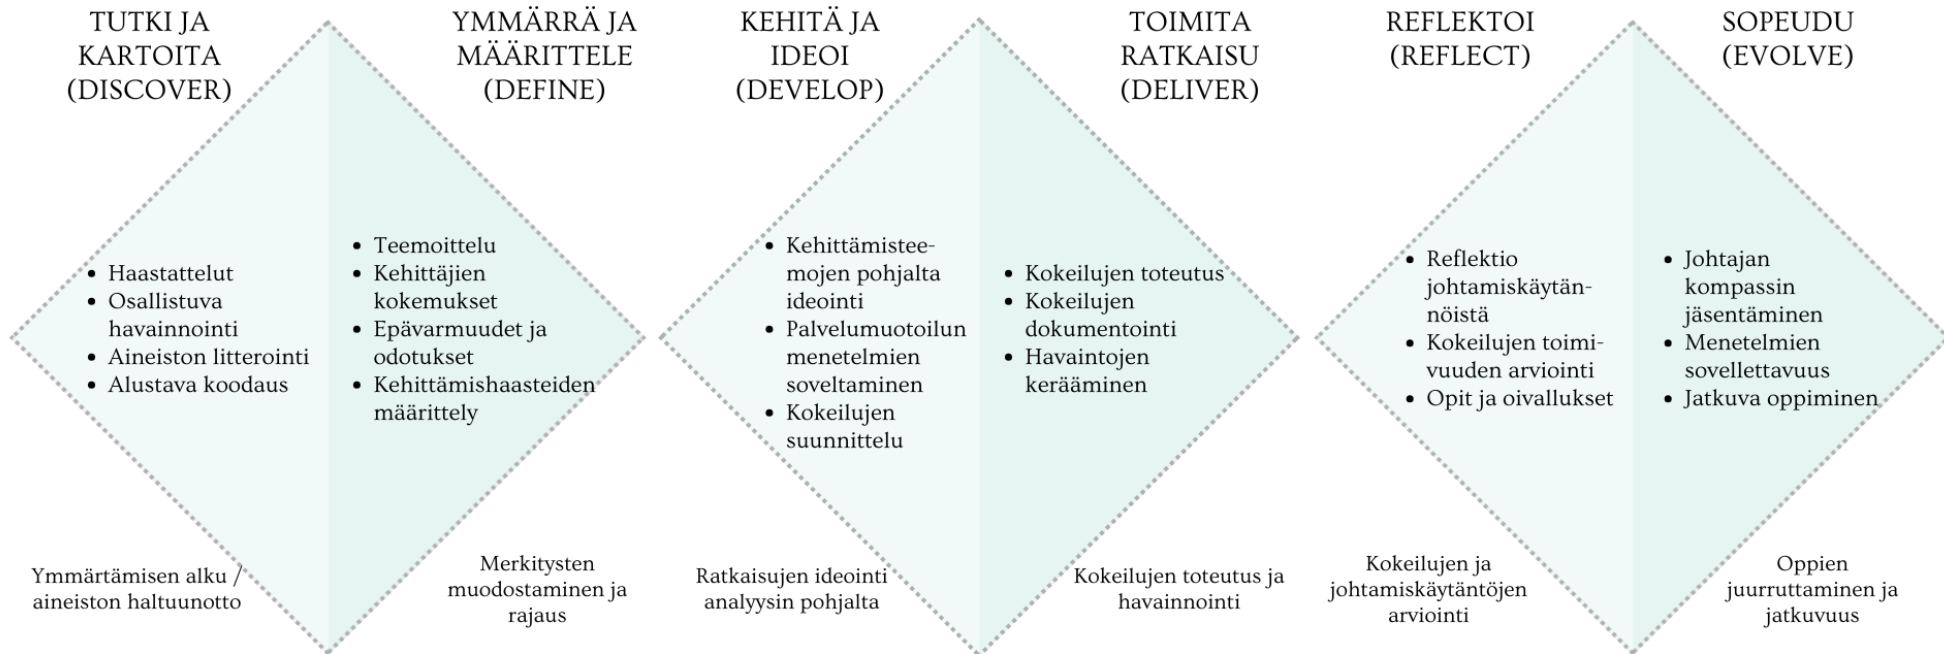 TUTKI JA
KARTOITA
(DISCOVER)
YMMÄRRÄ JA
MÄÄRITTELE
(DEFINE)
KEHITÄ JA
IDEOI
(DEVELOP)
TOIMITA
RATKAISU
(DELIVER)
REFLEKTOI
(REFLECT)
SOPEUDU
(EVOLVE)
• Haastattelut
• Osallistuva
havainnointi
• Aineiston litterointi
• Alustava koodaus
• Teemoittelu
• Kehittäjien
kokemukset
• Epävarmuudet ja
odotukset
• Kehittämishaasteiden
määrittely
• Kehittämistee-
mojen pohjalta
ideointi
• Palvelumuotoilun
menetelmien
soveltaminen
• Kokeilujen
suunnittelu
• Kokeilujen toteutus
• Kokeilujen
dokumentointi
• Havaintojen
kerääminen
• Reflektio
johtamiskäytän-
nöistä
• Kokeilujen toimi-
vuuden arviointi
• Opit ja oivallukset
• Johtajan
kompassin
jäsentäminen
• Menetelmien
sovellettavuus
• Jatkuva oppiminen
Ymmärtämisen alku /
aineiston haltuunotto
Merkitysten
muodostaminen ja
rajaus
Ratkaisujen ideointi
analyysin pohjalta
Kokeilujen toteutus ja
havainnointi
Kokeilujen ja
johtamiskäytäntöjen
arviointi
Oppien
juurruttaminen ja
jatkuvuus